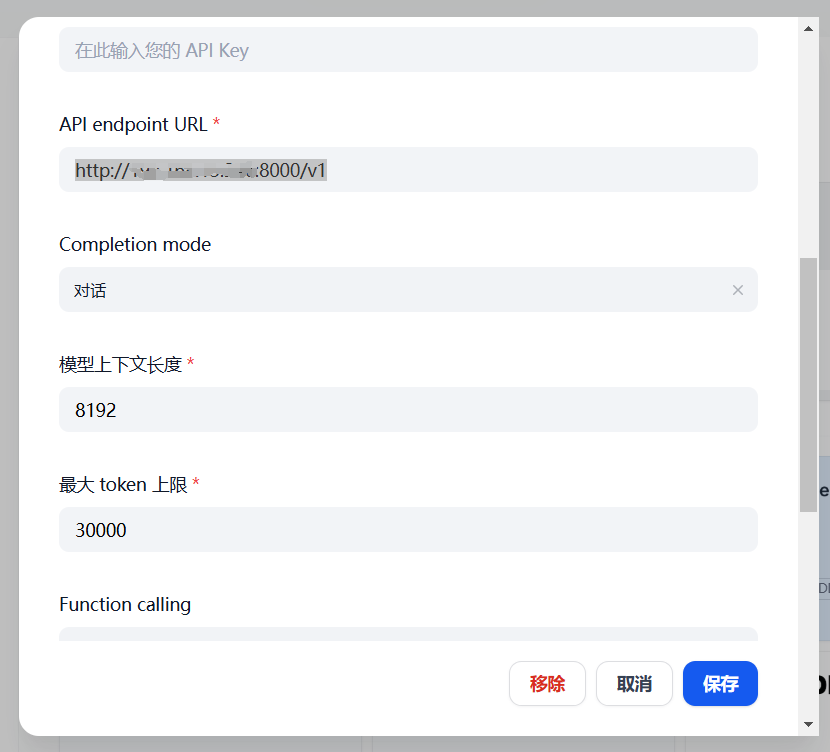 在此输入您的 API Key
API endpoint URL *
http:// :8000/v1
Completion mode
对话
模型上下文长度 *
8192
最大 token 上限 *
30000
Function calling
移除
取消
保存